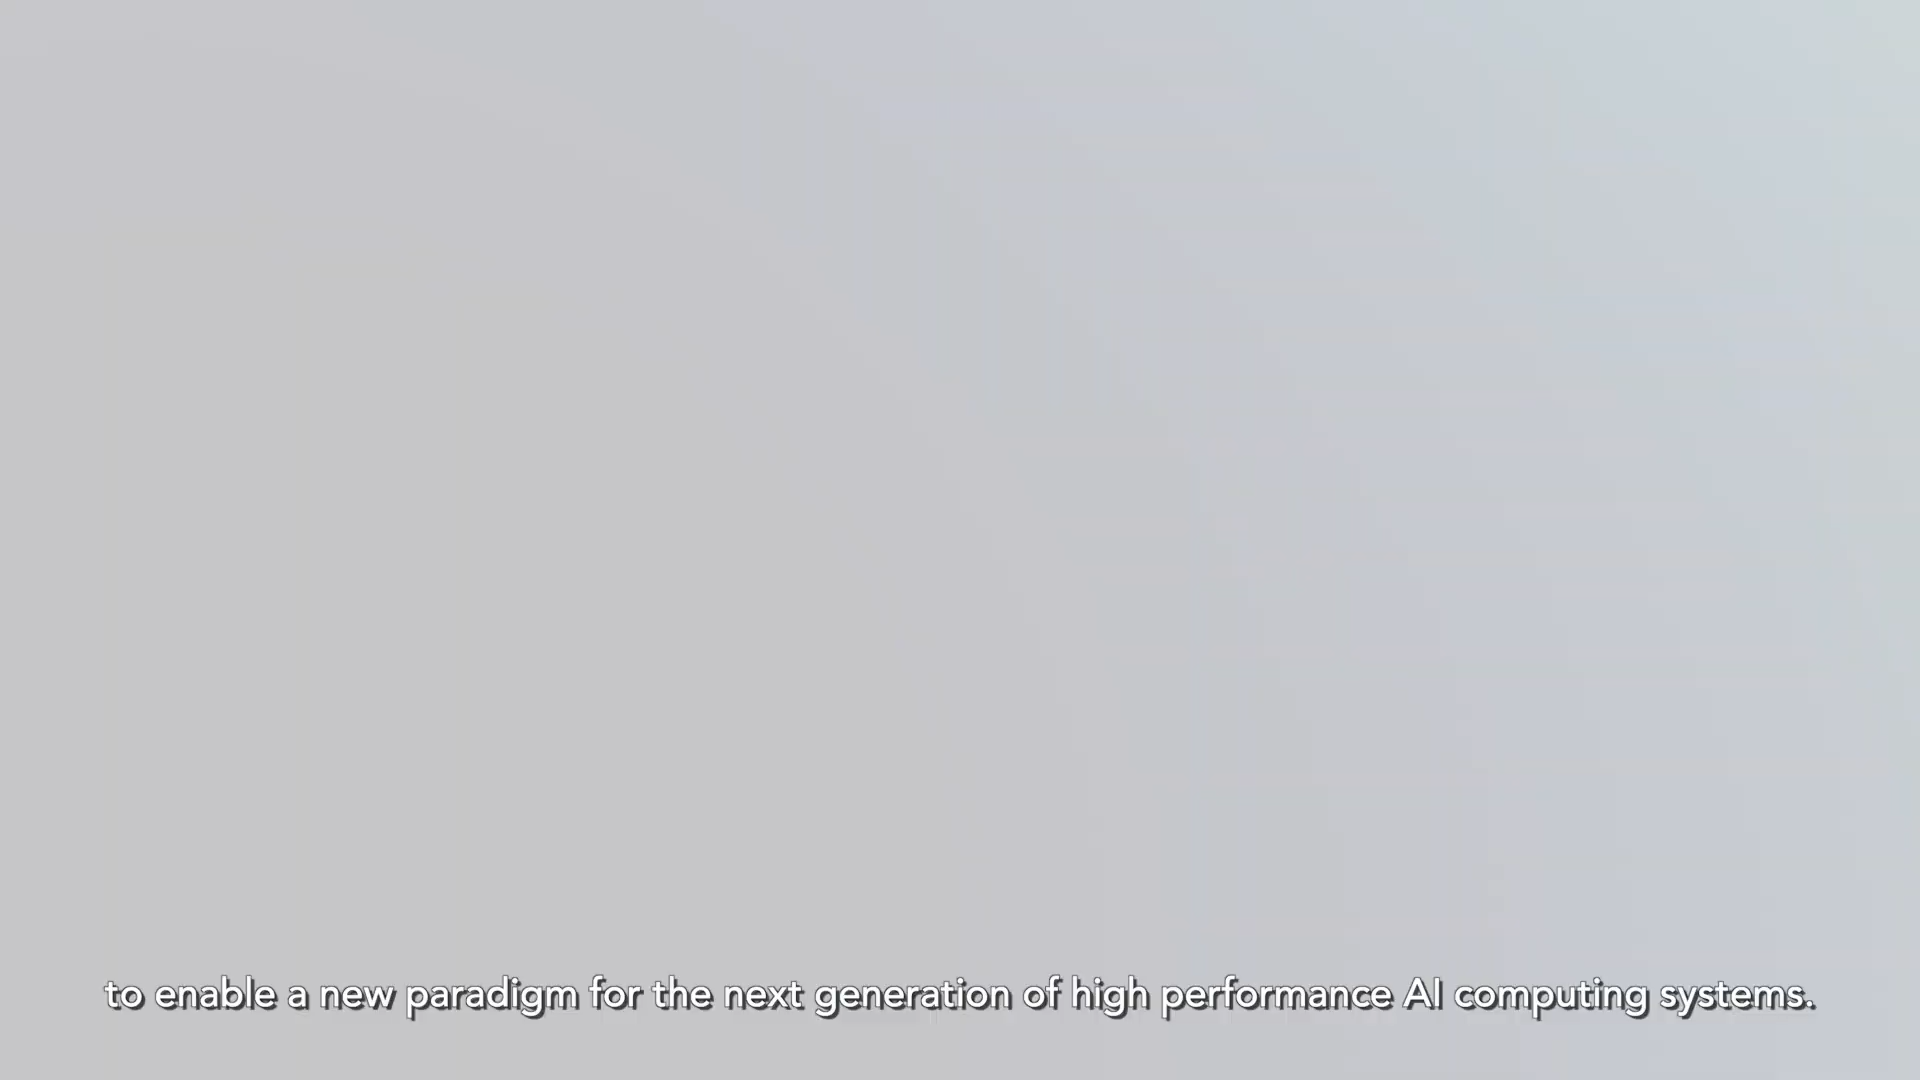 to enable a new paradigm for the next generation of high performance AI computing systems.